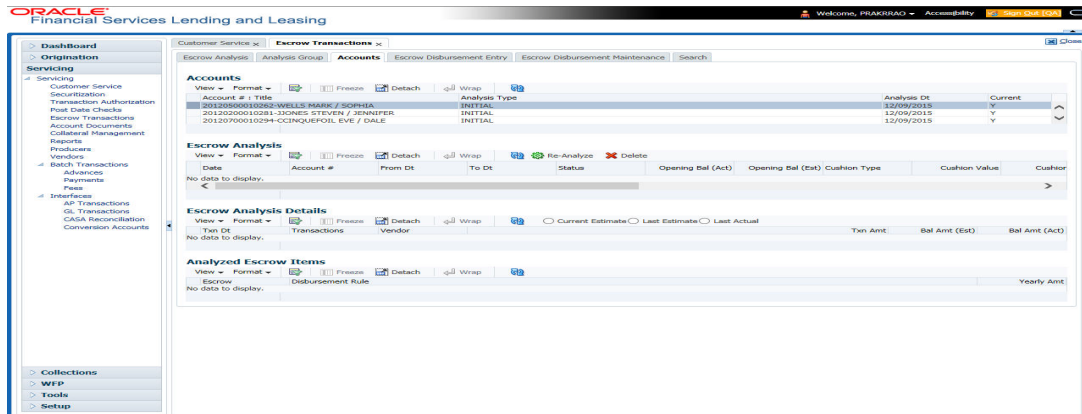 ORACLE
Financial Services Lending and Leasing
Welcome, PRAKRRAO Accessibility Sign Out [QA]
DashBoard
Origination
Servicing
Servicing
Customer Service
Securitization
Transaction Authorization
Post Date Checks
Escrow Transactions
Account Documents
Collateral Management
Reports
Producers
Vendors
Batch Transactions
Advances
Payments
Fees
Interfaces
AP Transactions
GL Transactions
CASA Reconciliation
Conversion Accounts
Collections
WFP
Tools
Setup
Customer Service x Escrow Transactions x Close
Escrow Analysis Analysis Group Accounts Escrow Disbursement Entry Escrow Disbursement Maintenance Search
Accounts
View Format Freeze Detach Wrap
Account # : Title Analysis Type Analysis Dt Current
20120500010262-WELLS MARK / SOPHIA INITIAL 12/09/2015 Y
20120200010281-JJONES STEVEN / JENNIFER INITIAL 12/09/2015 Y
20120700010294-CCINQUEFOIL EVE / DALE INITIAL 12/09/2015 Y
Escrow Analysis
View Format Freeze Detach Wrap Re-Analyze Delete
Date Account # From Dt To Dt Status Opening Bal (Act) Opening Bal (Est) Cushion Type Cushion Value Cushion
No data to display.
Escrow Analysis Details
View Format Freeze Detach Wrap Current Estimate Last Estimate Last Actual
Txn Dt Transactions Vendor Txn Amt Bal Amt (Est) Bal Amt (Act)
No data to display.
Analyzed Escrow Items
View Format Freeze Detach Wrap
Escrow Disbursement Rule Yearly Amt
No data to display.